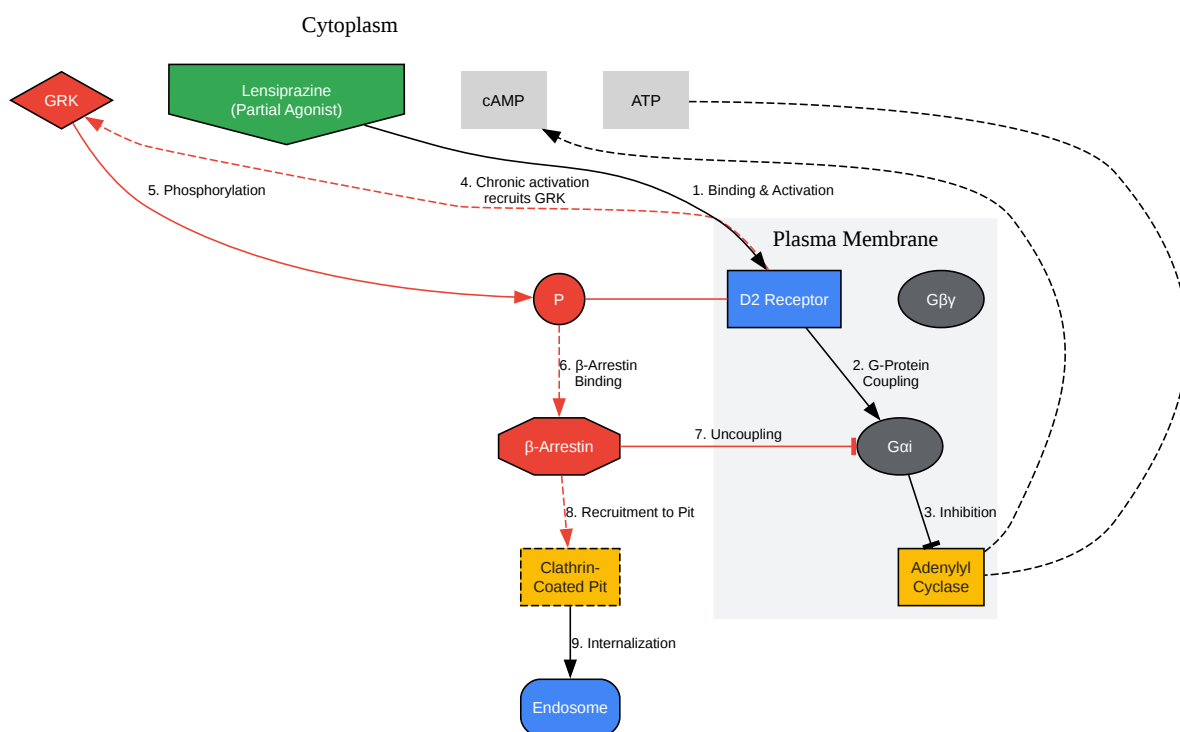 Cytoplasm
GRK
Lensiprazine
(Partial Agonist)
cAMP
ATP
5. Phosphorylation
4. Chronic activation
recruits GRK
1. Binding & Activation
Plasma Membrane
P
D2 Receptor
Gβγ
6. β-Arrestin
Binding
2. G-Protein
Coupling
β-Arrestin
7. Uncoupling
Gαi
8. Recruitment to Pit
3. Inhibition
Clathrin-
Coated Pit
Adenylyl
Cyclase
9. Internalization
Endosome